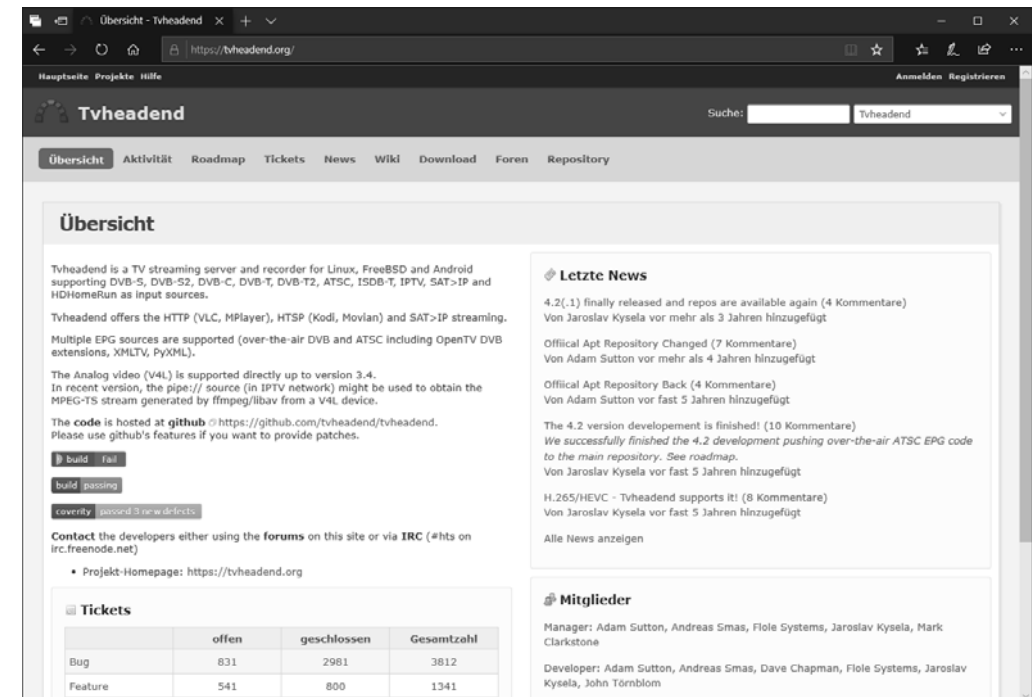 Übersicht - Tvheadend
https://tvheadend.org/
Hauptseite Projekte Hilfe
Anmelden Registrieren
Tvheadend
Suche:
Tvheadend
Übersicht Aktivität Roadmap Tickets News Wiki Download Foren Repository
Übersicht
Tvheadend is a TV streaming server and recorder for Linux, FreeBSD and Android
supporting DVB-S, DVB-S2, DVB-C, DVB-T, DVB-T2, ATSC, ISDB-T, IPTV, SAT>IP and
HDHomeRun as input sources.
Tvheadend offers the HTTP (VLC, MPlayer), HTSP (Kodi, Movian) and SAT>IP streaming.
Multiple EPG sources are supported (over-the-air DVB and ATSC including OpenTV DVB
extensions, XMLTV, PyXML).
The Analog video (V4L) is supported directly up to version 3.4.
In recent version, the pipe:// source (in IPTV network) might be used to obtain the
MPEG-TS stream generated by ffmpeg/libav from a V4L device.
The code is hosted at github https://github.com/tvheadend/tvheadend.
Please use github's features if you want to provide patches.
build Fail
build passing
coverity passed 3 new defects
Contact the developers either using the forums on this site or via IRC (#hts on
irc.freenode.net)
• Projekt-Homepage: https://tvheadend.org
Tickets
offen geschlossen Gesamtzahl
Bug 831 2981 3812
Feature 541 800 1341
Letzte News
4.2(.1) finally released and repos are available again (4 Kommentare)
Von Jaroslav Kysela vor mehr als 3 Jahren hinzugefügt
Offiical Apt Repository Changed (7 Kommentare)
Von Adam Sutton vor mehr als 4 Jahren hinzugefügt
Offiical Apt Repository Back (4 Kommentare)
Von Adam Sutton vor fast 5 Jahren hinzugefügt
The 4.2 version developement is finished! (10 Kommentare)
We successfully finished the 4.2 development pushing over-the-air ATSC EPG code
to the main repository. See roadmap.
Von Jaroslav Kysela vor fast 5 Jahren hinzugefügt
H.265/HEVC - Tvheadend supports it! (8 Kommentare)
Von Jaroslav Kysela vor fast 5 Jahren hinzugefügt
Alle News anzeigen
Mitglieder
Manager: Adam Sutton, Andreas Smas, Flole Systems, Jaroslav Kysela, Mark
Clarkstone
Developer: Adam Sutton, Andreas Smas, Dave Chapman, Flole Systems, Jaroslav
Kysela, John Törnblom